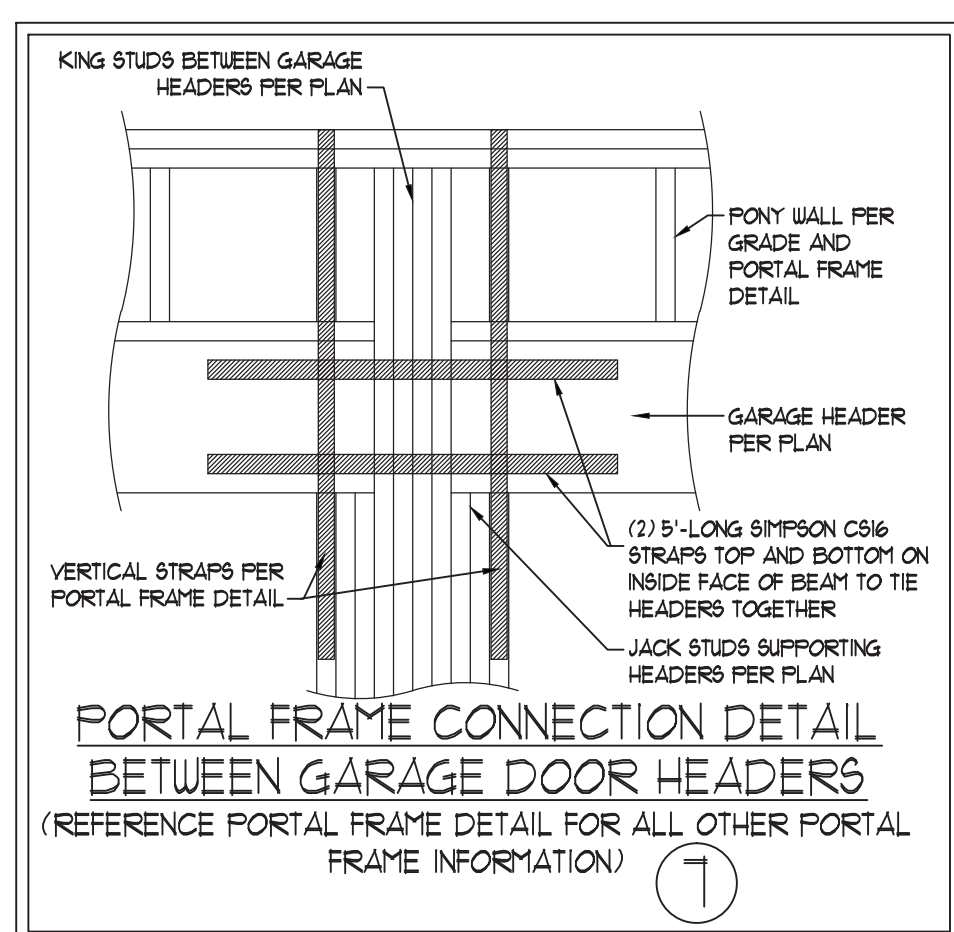 KING STUDS BETWEEN GARAGE
HEADERS PER PLAN
PONY WALL PER
GRADE AND
PORTAL FRAME
DETAIL
GARAGE HEADER
PER PLAN
(2) 5'-LONG SIMPSON CS16
STRAPS TOP AND BOTTOM ON
INSIDE FACE OF BEAM TO TIE
HEADERS TOGETHER
VERTICAL STRAPS PER
PORTAL FRAME DETAIL
JACK STUDS SUPPORTING
HEADERS PER PLAN
PORTAL FRAME CONNECTION DETAIL
BETWEEN GARAGE DOOR HEADERS
(REFERENCE PORTAL FRAME DETAIL FOR ALL OTHER PORTAL
FRAME INFORMATION)
7